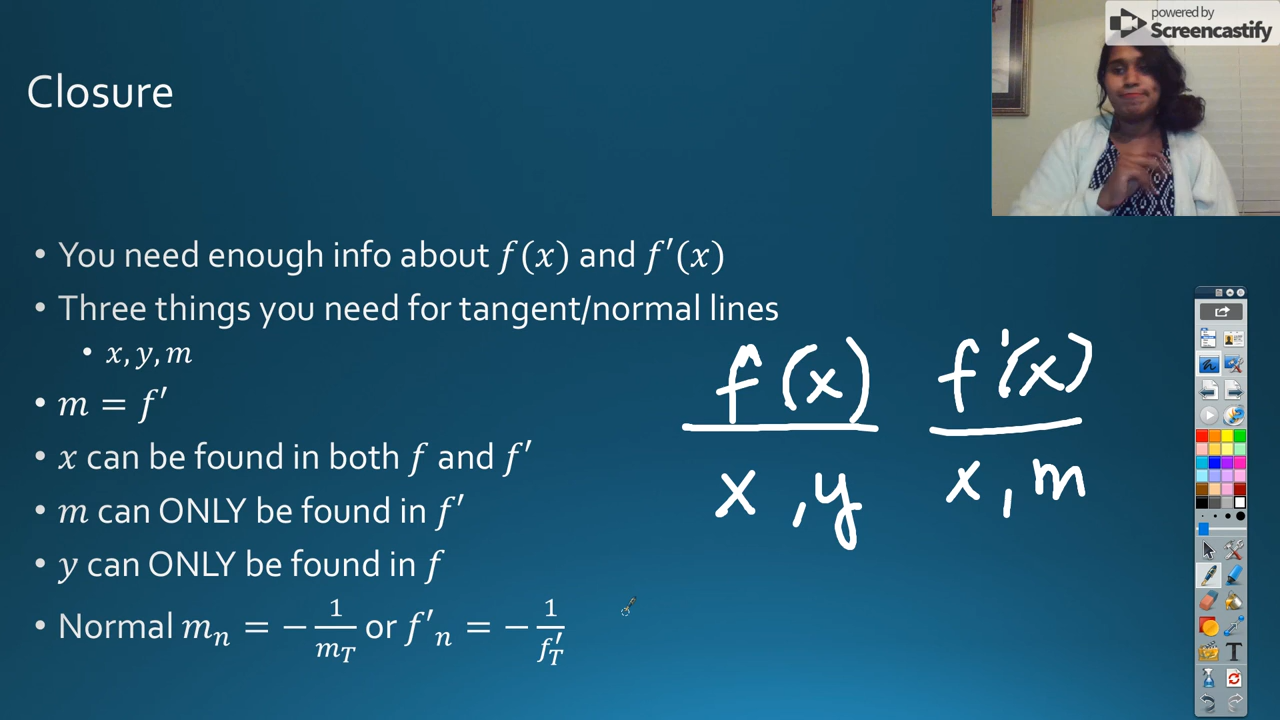 powered by
Screencastify
Closure
• You need enough info about f(x) and f′(x)
• Three things you need for tangent/normal lines
• x, y, m
• m = f′
• x can be found in both f and f′
• m can ONLY be found in f′
• y can ONLY be found in f
• Normal m_n = −1/m_T or f′_n = −1/f′_T
f(x) f'(x)
x, y x, m
T